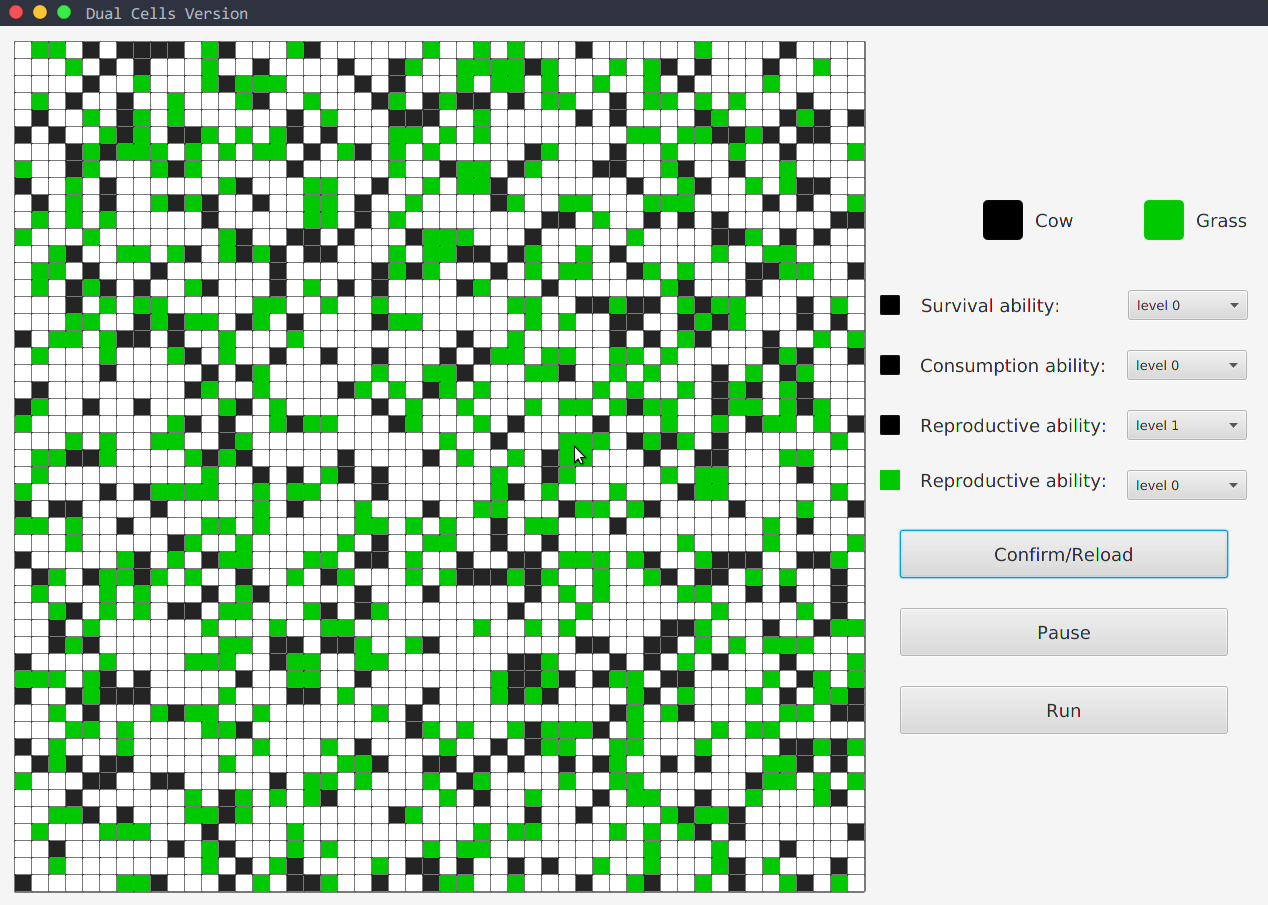 Dual Cells Version
Cow
Grass
Survival ability:
level 0
Consumption ability:
level 0
Reproductive ability:
level 1
Reproductive ability:
level 0
Confirm/Reload
Pause
Run